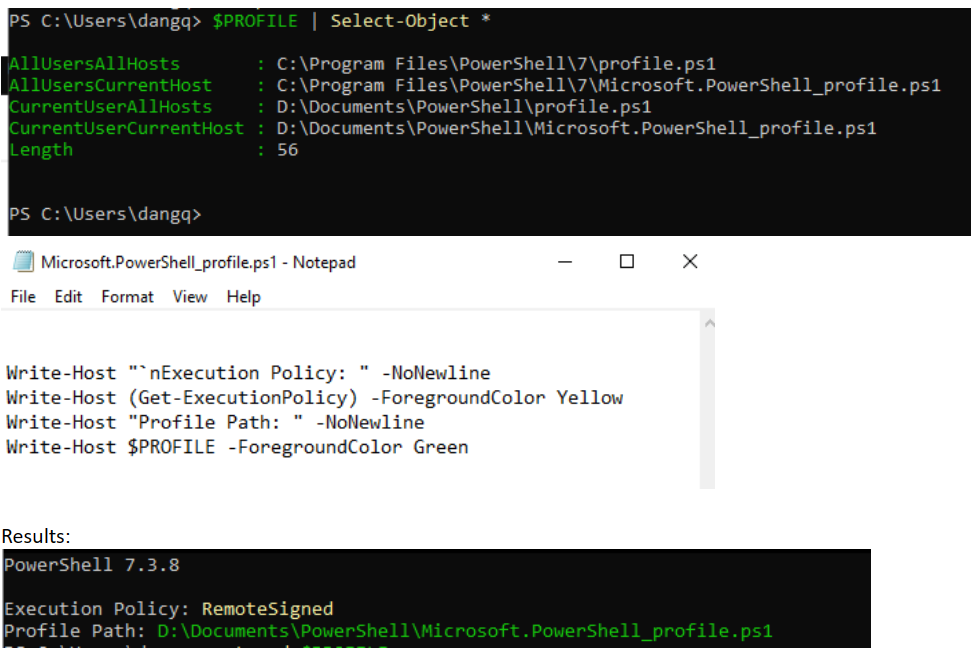 PS C:\Users\dangq> $PROFILE | Select-Object *
AllUsersAllHosts : C:\Program Files\PowerShell\7\profile.ps1
AllUsersCurrentHost : C:\Program Files\PowerShell\7\Microsoft.PowerShell_profile.ps1
CurrentUserAllHosts : D:\Documents\PowerShell\profile.ps1
CurrentUserCurrentHost : D:\Documents\PowerShell\Microsoft.PowerShell_profile.ps1
Length : 56
PS C:\Users\dangq>
Microsoft.PowerShell_profile.ps1 - Notepad
File Edit Format View Help
Write-Host "`nExecution Policy: " -NoNewline
Write-Host (Get-ExecutionPolicy) -ForegroundColor Yellow
Write-Host "Profile Path: " -NoNewline
Write-Host $PROFILE -ForegroundColor Green
Results:
PowerShell 7.3.8
Execution Policy: RemoteSigned
Profile Path: D:\Documents\PowerShell\Microsoft.PowerShell_profile.ps1